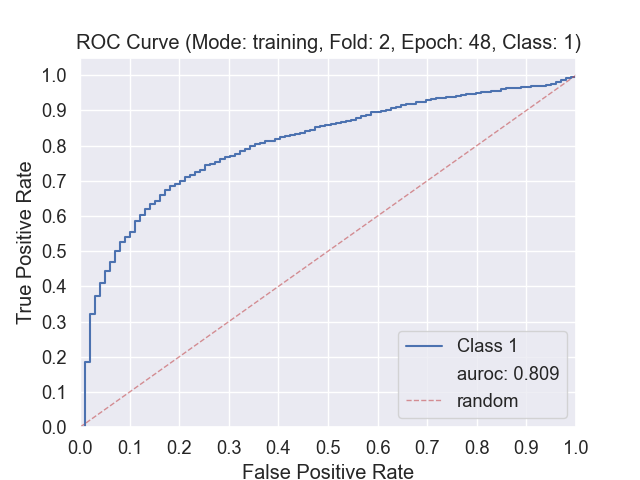 ROC Curve (Mode: training, Fold: 2, Epoch: 48, Class: 1)
True Positive Rate
1.0
0.9
0.8
0.7
0.6
0.5
0.4
0.3
0.2
0.1
0.0
Class 1
auroc: 0.809
random
0.0 0.1 0.2 0.3 0.4 0.5 0.6 0.7 0.8 0.9 1.0
False Positive Rate